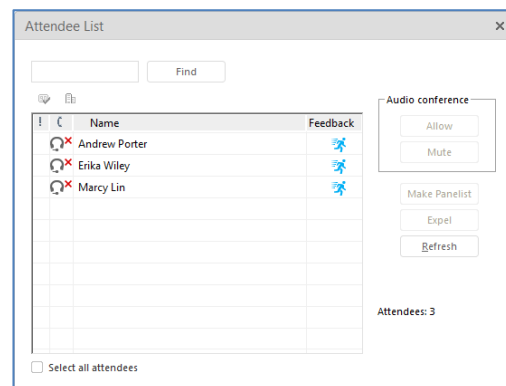 Attendee List
Find
Audio conference
Allow
Mute
! Name Feedback
Andrew Porter
Erika Wiley
Marcy Lin
Make Panelist
Expel
Refresh
Attendees: 3
Select all attendees